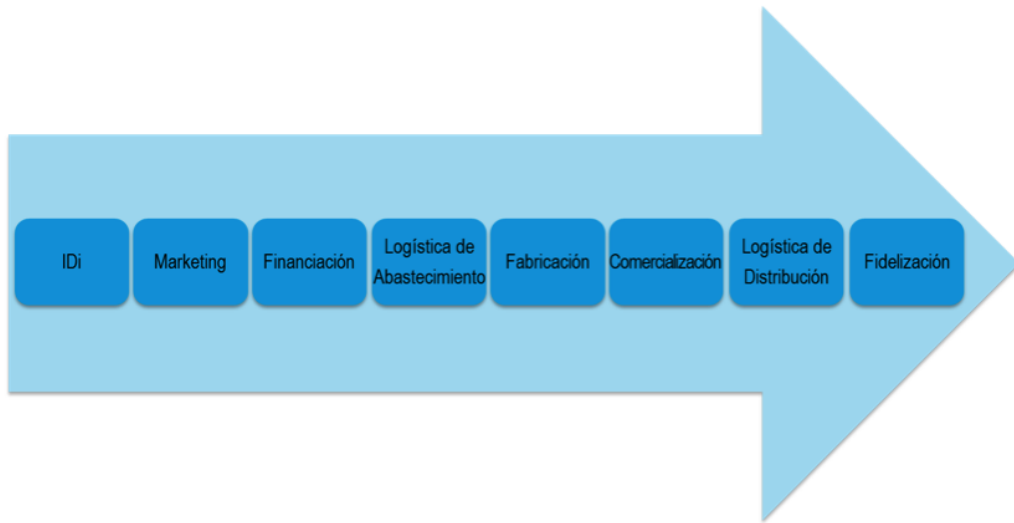 IDi
Marketing
Financiación
Logística de
Abastecimiento
Fabricación
Comercialización
Logística de
Distribución
Fidelización